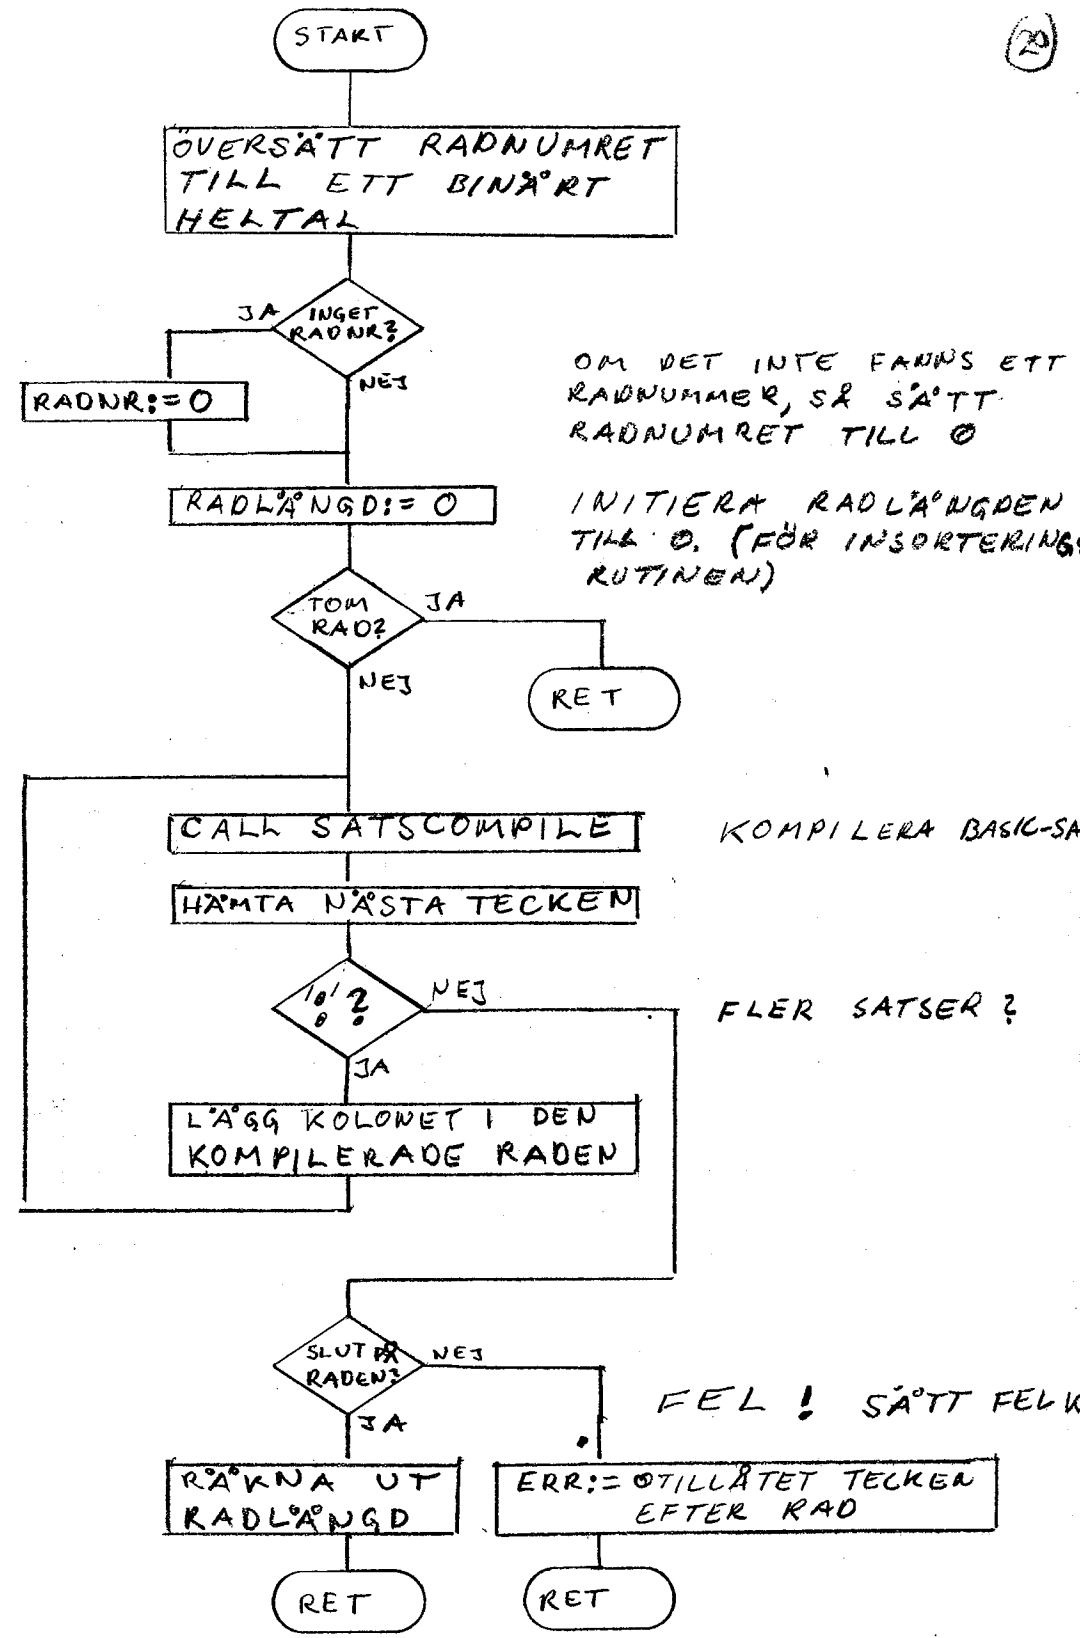 START
20
ÖVERSÄTT RADNUMRET
TILL ETT BINÄRT
HELTAL
JA
INGET
RADNR?
NEJ
RADNR:=0
OM DET INTE FANNS ETT
RADNUMMER, SÅ SÄTT
RADNUMRET TILL 0
RADLÄNGD:= 0
INITIERA RADLÄNGDEN
TILL 0. (FÖR INSORTERINGS
RUTINEN)
TOM
RAD?
JA
NEJ
RET
CALL SATSCOMPILE
KOMPILERA BASIC-SA
HÄMTA NÄSTA TECKEN
':' ?
NEJ
FLER SATSER ?
JA
LÄGG KOLONET I DEN
KOMPILERADE RADEN
SLUT PÅ
RADEN?
NEJ
JA
FEL ! SÄTT FELK
RÄKNA UT
RADLÄNGD
ERR:= OTILLÅTET TECKEN
EFTER RAD
RET
RET